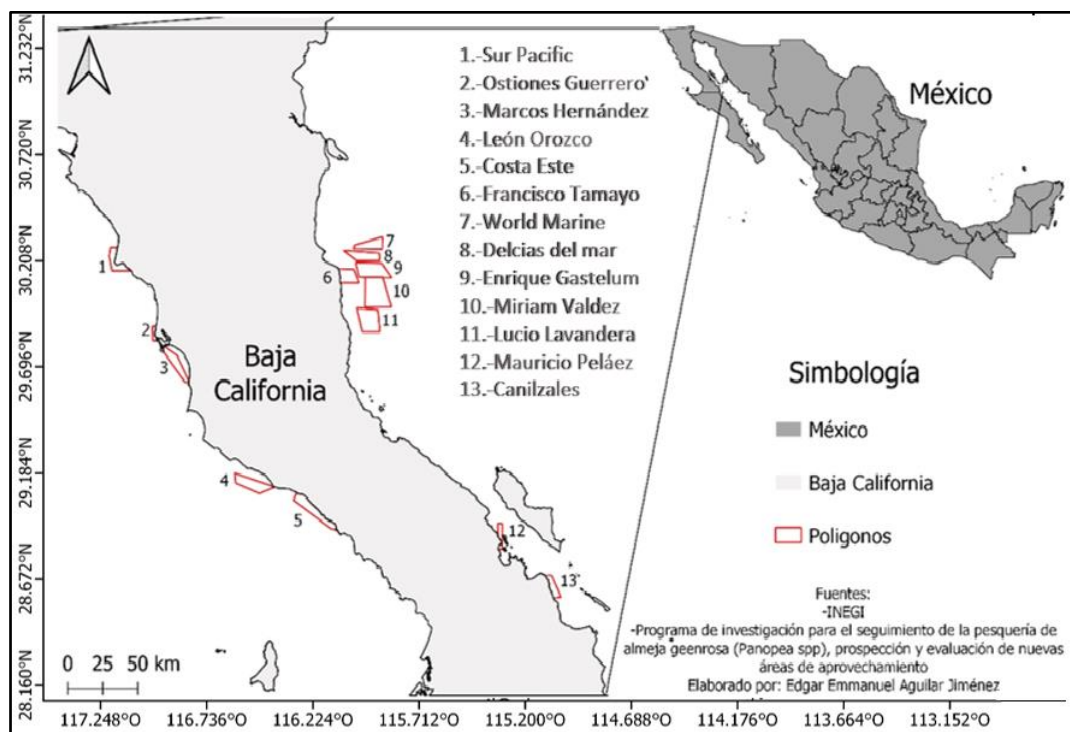 1.-Sur Pacific
2.-Ostiones Guerrero'
3.-Marcos Hernández
4.-León Orozco
5.-Costa Este
6.-Francisco Tamayo
7.-World Marine
8.-Delcias del mar
9.-Enrique Gastelum
10.-Miriam Valdez
11.-Lucio Lavandera
12.-Mauricio Peláez
13.-Canilzales
México
Baja
California
1
2
3
4
5
6
7
8
9
10
11
12
13
Simbología
México
Baja California
Poligonos
Fuentes:
-INEGI
-Programa de investigación para el seguimiento de la pesquería de
almeja geenrosa (Panopea spp), prospección y evaluación de nuevas
áreas de aprovechamiento
Elaborado por: Edgar Emmanuel Aguilar Jiménez
0 25 50 km
31.232°N
30.720°N
30.208°N
29.696°N
29.184°N
28.672°N
28.160°N
117.248°O 116.736°O 116.224°O 115.712°O 115.200°O 114.688°O 114.176°O 113.664°O 113.152°O